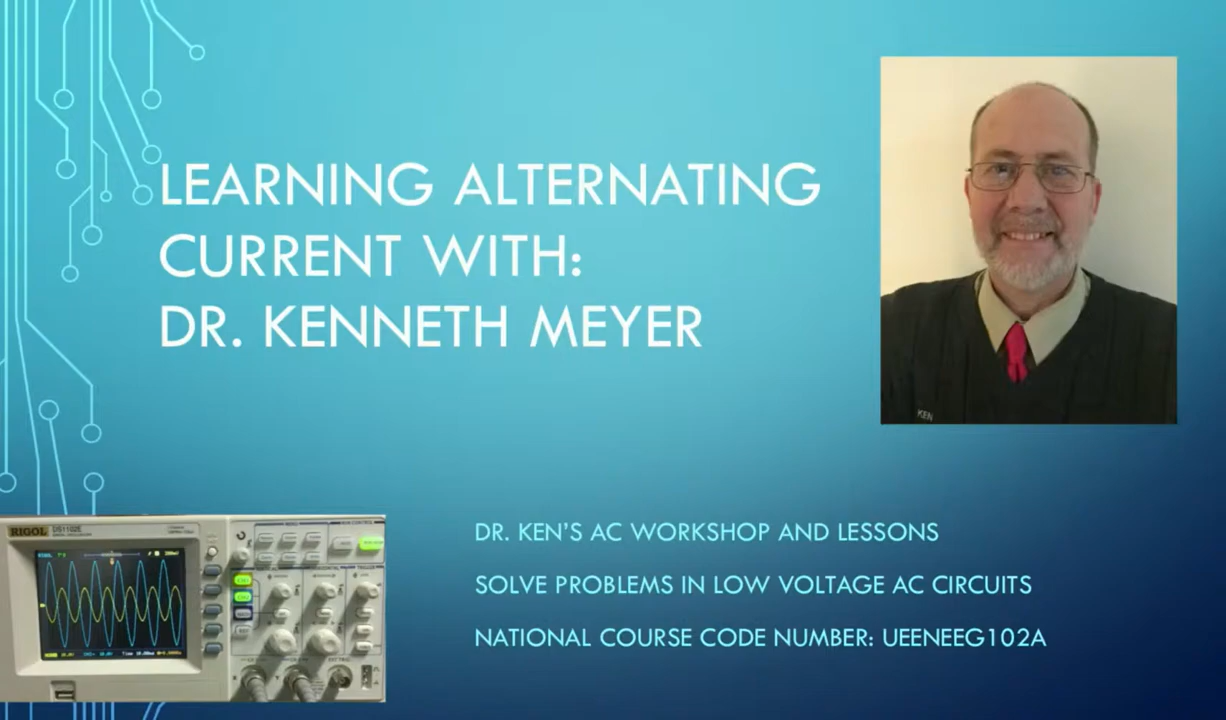 LEARNING ALTERNATING
CURRENT WITH:
DR. KENNETH MEYER
KEN
DR. KEN'S AC WORKSHOP AND LESSONS
SOLVE PROBLEMS IN LOW VOLTAGE AC CIRCUITS
NATIONAL COURSE CODE NUMBER: UEENEEG102A
RIGOL DS1102E